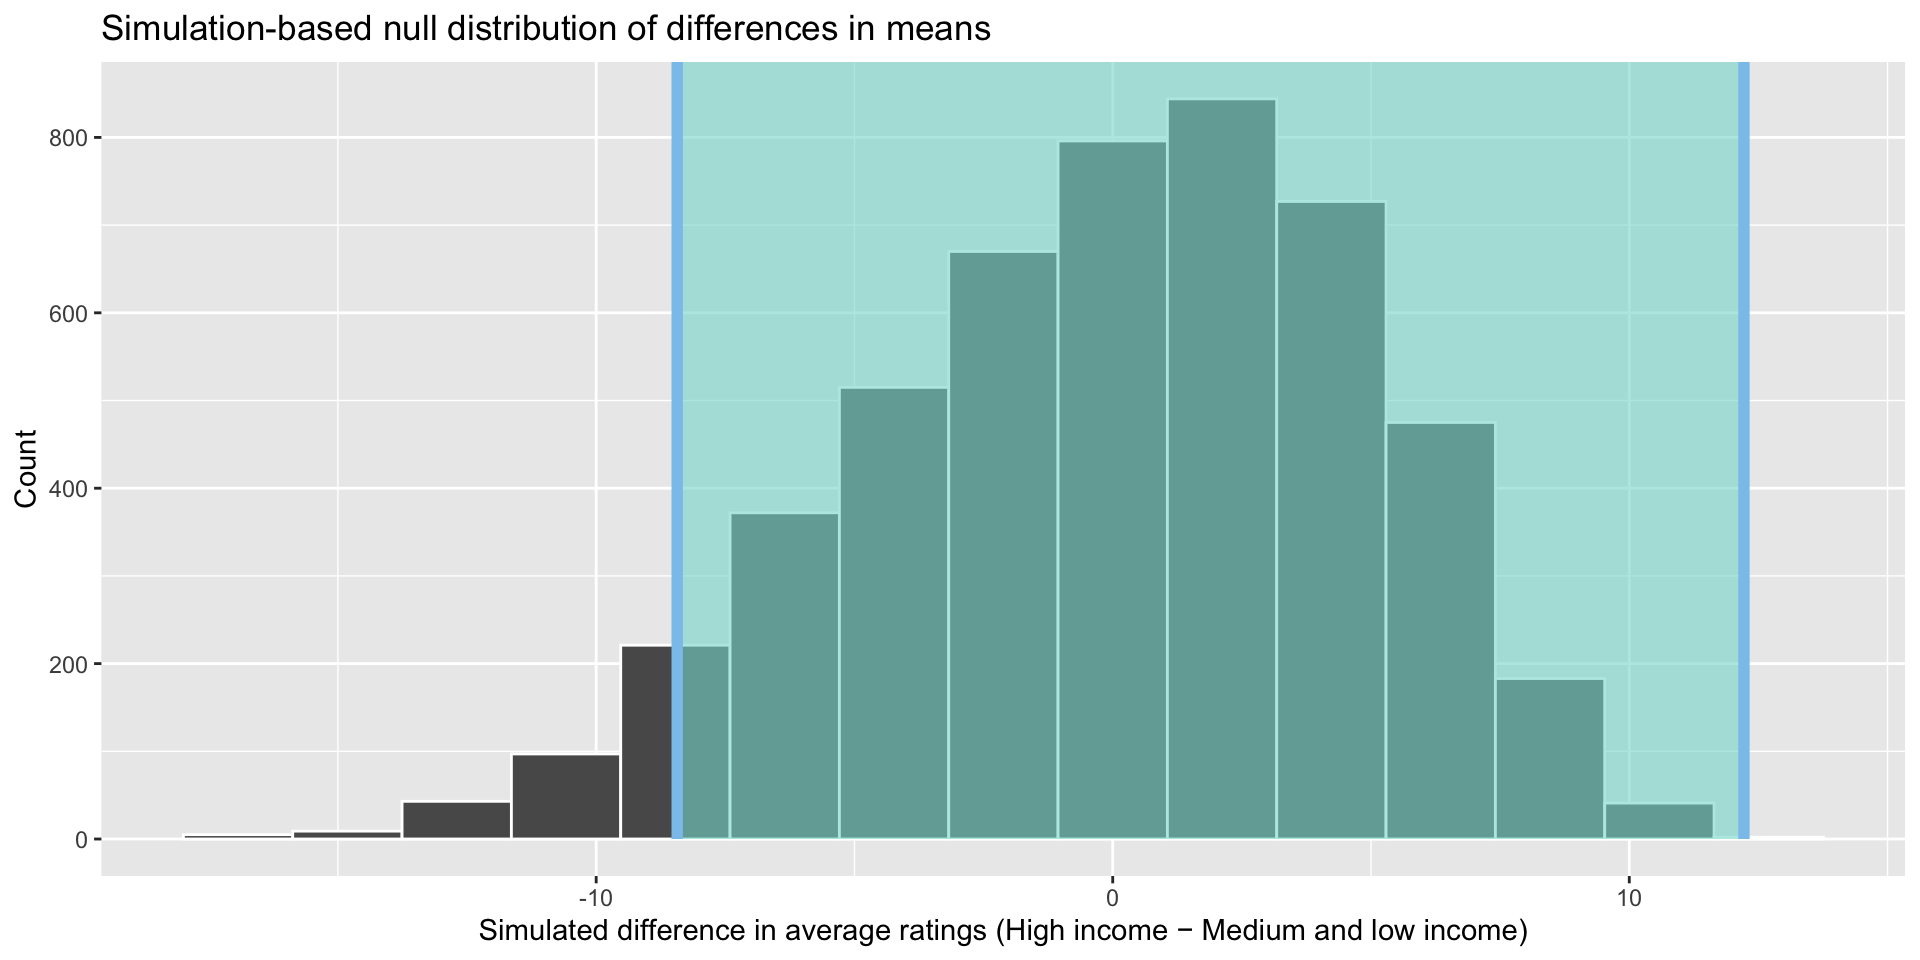 Simulation-based null distribution of differences in means
Count
800
600
400
200
0
-10
0
10
Simulated difference in average ratings (High income − Medium and low income)